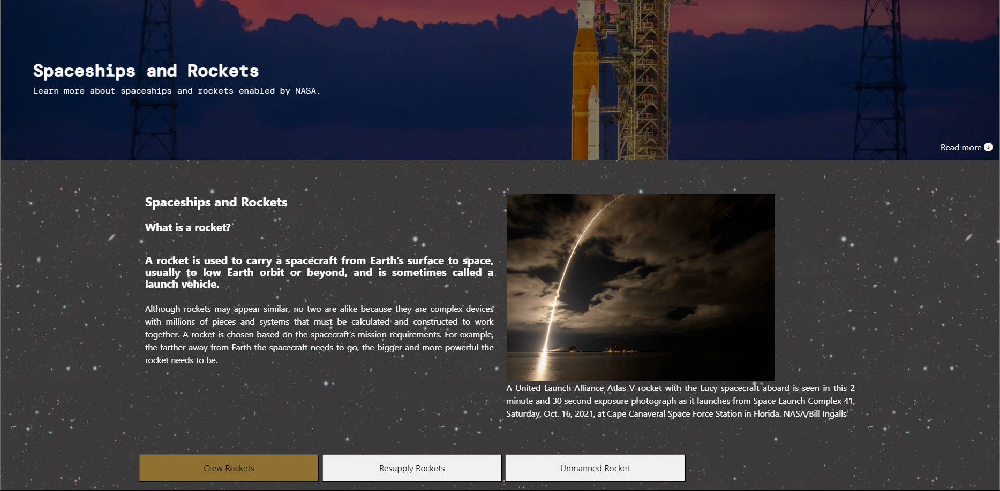 Spaceships and Rockets
Learn more about spaceships and rockets enabled by NASA.
Read more
Spaceships and Rockets
What is a rocket?
A rocket is used to carry a spacecraft from Earth’s surface to space,
usually to low Earth orbit or beyond, and is sometimes called a
launch vehicle.
Although rockets may appear similar, no two are alike because they are complex devices
with millions of pieces and systems that must be calculated and constructed to work
together. A rocket is chosen based on the spacecraft’s mission requirements. For example,
the farther away from Earth the spacecraft needs to go, the bigger and more powerful the
rocket needs to be.
A United Launch Alliance Atlas V rocket with the Lucy spacecraft aboard is seen in this 2
minute and 30 second exposure photograph as it launches from Space Launch Complex 41,
Saturday, Oct. 16, 2021, at Cape Canaveral Space Force Station in Florida. NASA/Bill Ingalls
Crew Rockets
Resupply Rockets
Unmanned Rocket